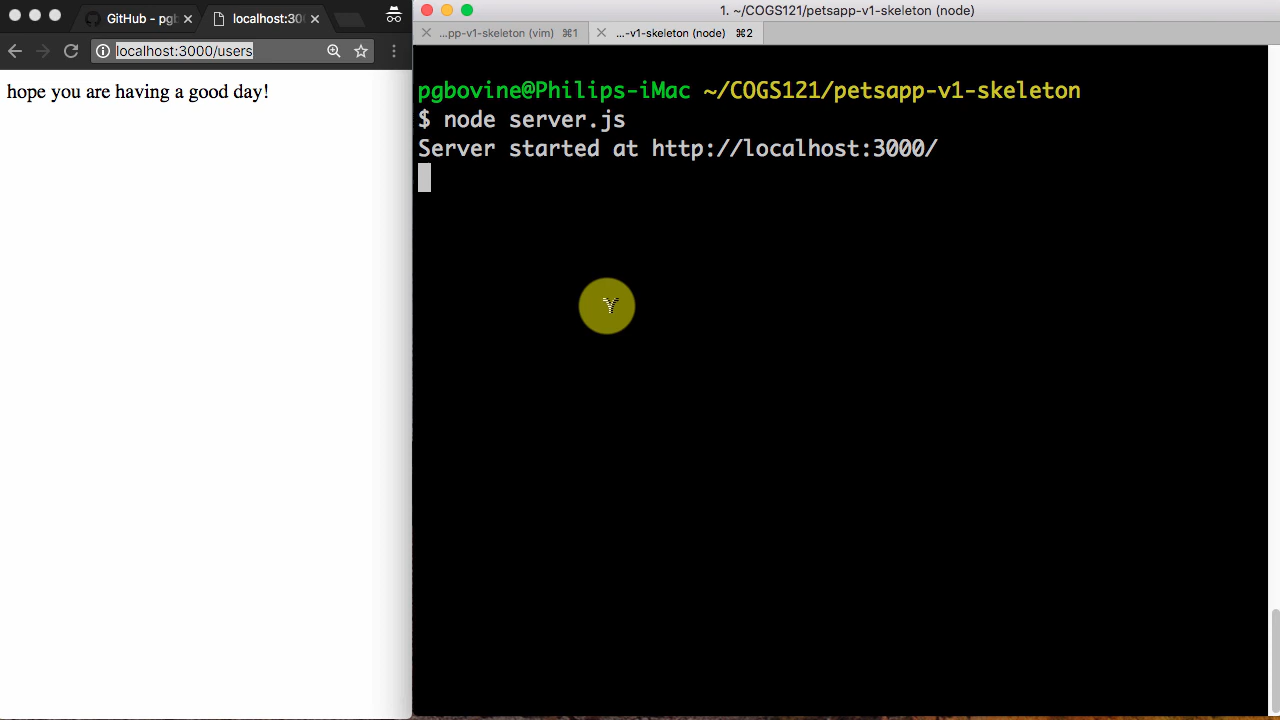 GitHub - pgb
localhost:300
localhost:3000/users
hope you are having a good day!
1. ~/COGS121/petsapp-v1-skeleton (node)
...pp-v1-skeleton (vim) ⌘1
...-v1-skeleton (node) ⌘2
pgbovine@Philips-iMac ~/COGS121/petsapp-v1-skeleton
$ node server.js
Server started at http://localhost:3000/